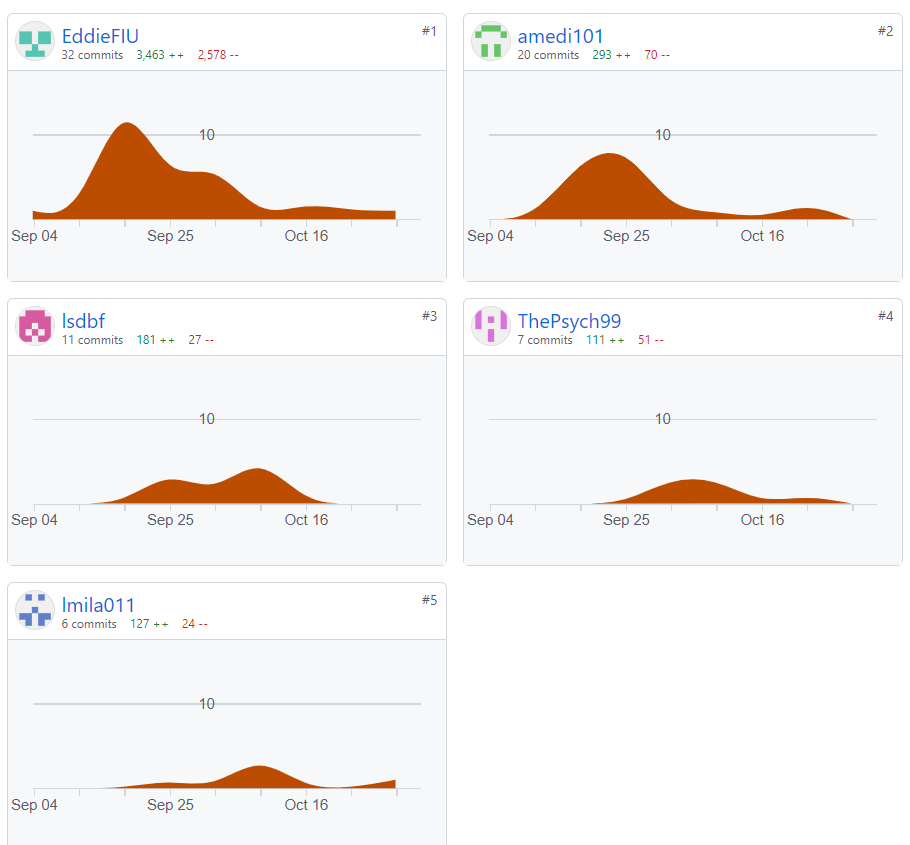 EddieFIU #1
32 commits 3,463 ++ 2,578 --
10
Sep 04 Sep 25 Oct 16
amedi101 #2
20 commits 293 ++ 70 --
10
Sep 04 Sep 25 Oct 16
lsdbf #3
11 commits 181 ++ 27 --
10
Sep 04 Sep 25 Oct 16
ThePsych99 #4
7 commits 111 ++ 51 --
10
Sep 04 Sep 25 Oct 16
lmila011 #5
6 commits 127 ++ 24 --
10
Sep 04 Sep 25 Oct 16